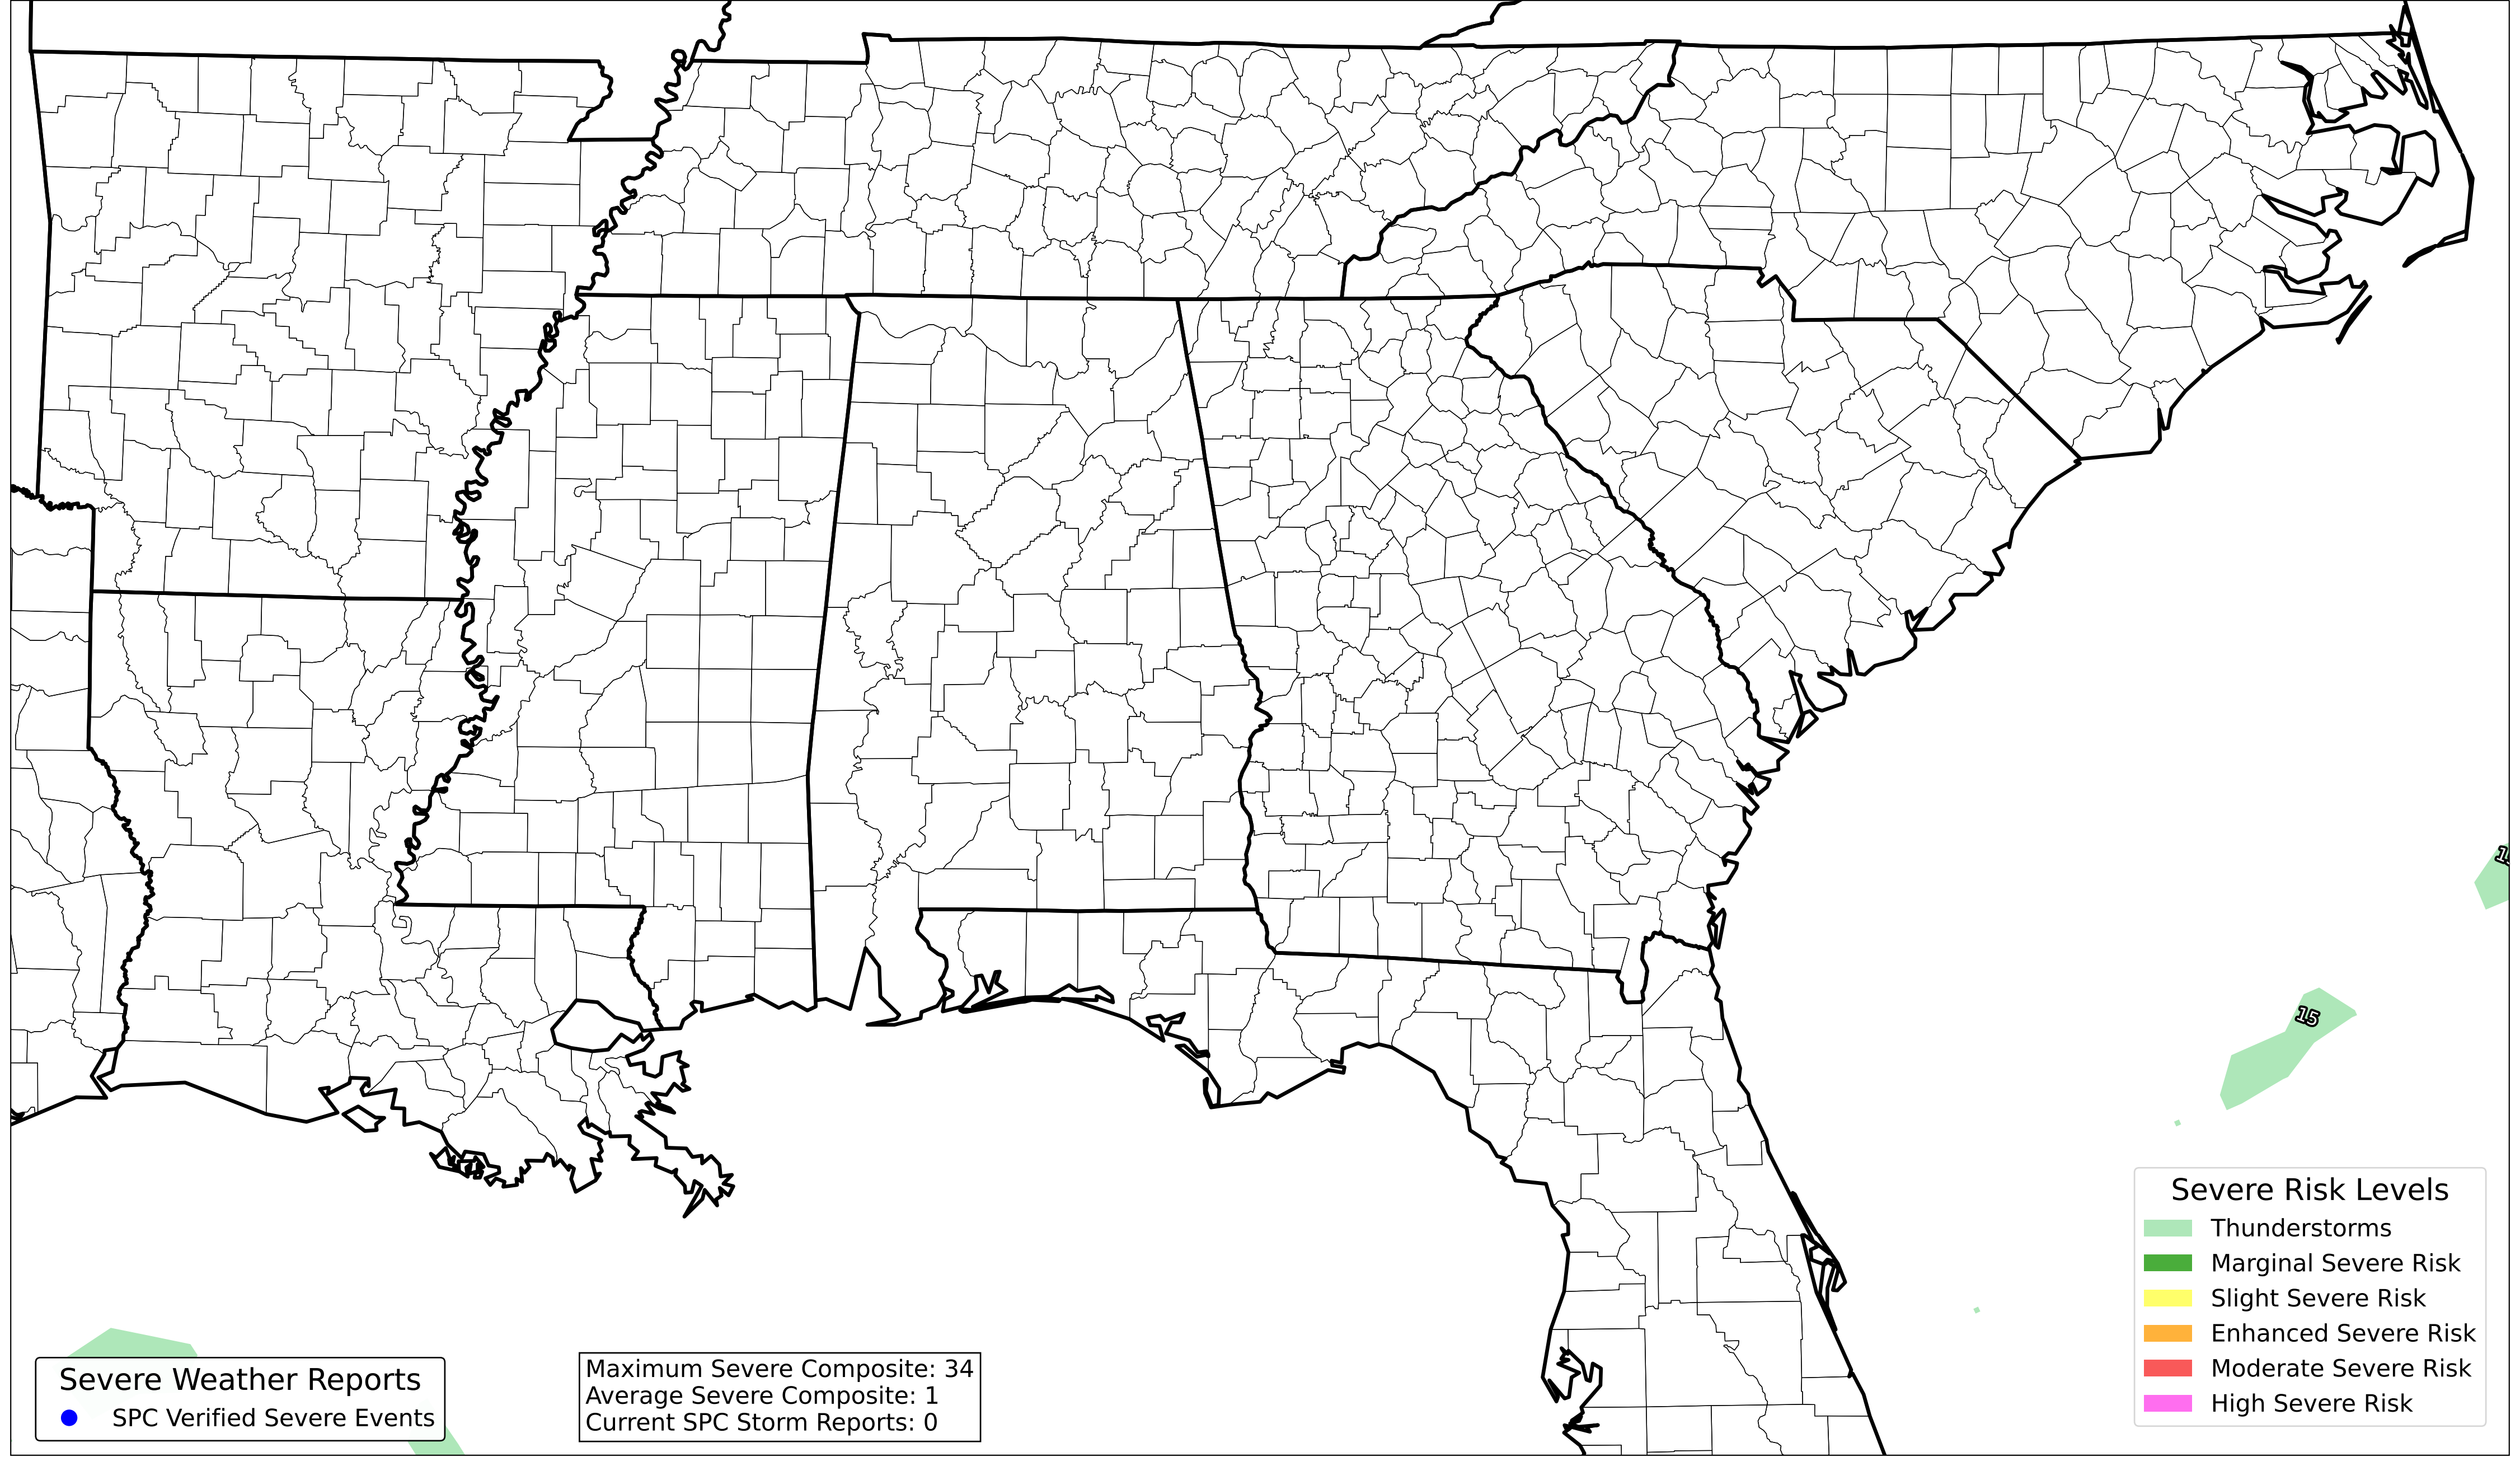 15
Severe Risk Levels
Thunderstorms
Marginal Severe Risk
Slight Severe Risk
Enhanced Severe Risk
Moderate Severe Risk
High Severe Risk
Severe Weather Reports
SPC Verified Severe Events
Maximum Severe Composite: 34
Average Severe Composite: 1
Current SPC Storm Reports: 0